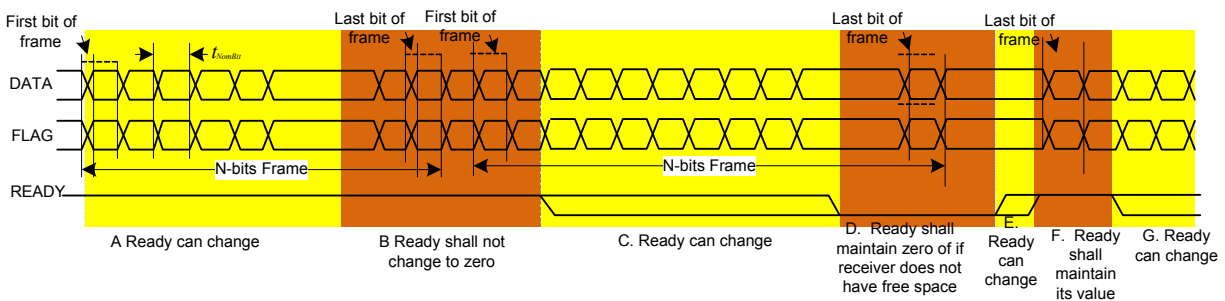 First bit of
frame
t NomBit
Last bit of
frame
First bit of
frame
Last bit of
frame
Last bit of
frame
DATA
FLAG
N-bits Frame
N-bits Frame
READY
A Ready can change
B Ready shall not
change to zero
C. Ready can change
D. Ready shall
maintain zero of if
receiver does not
have free space
E.
Ready
can
change
F. Ready
shall
maintain
its value
G. Ready
can change